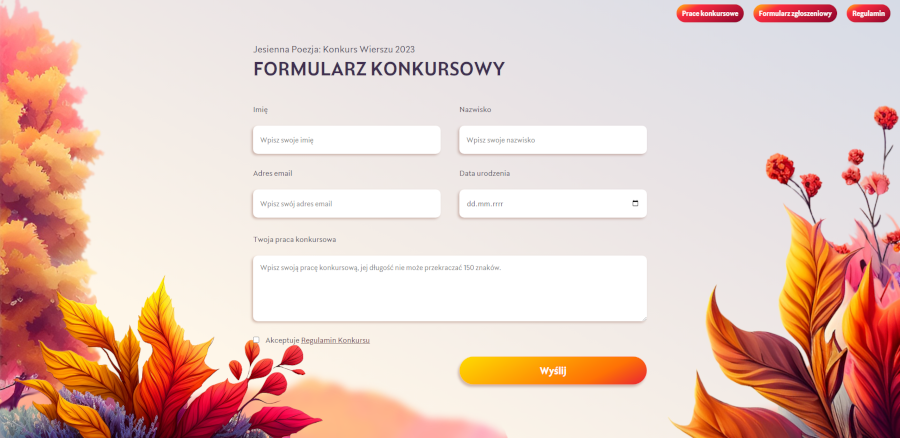 Prace konkursowe Formularz zgłoszeniowy Regulamin
Jesienna Poezja: Konkurs Wierszu 2023
FORMULARZ KONKURSOWY
Imię Nazwisko
Wpisz swoje imię Wpisz swoje nazwisko
Adres email Data urodzenia
Wpisz swój adres email dd.mm.rrrr
Twoja praca konkursowa
Wpisz swoją pracę konkursową, jej długość nie może przekraczać 150 znaków.
Akceptuje Regulamin Konkursu
Wyślij